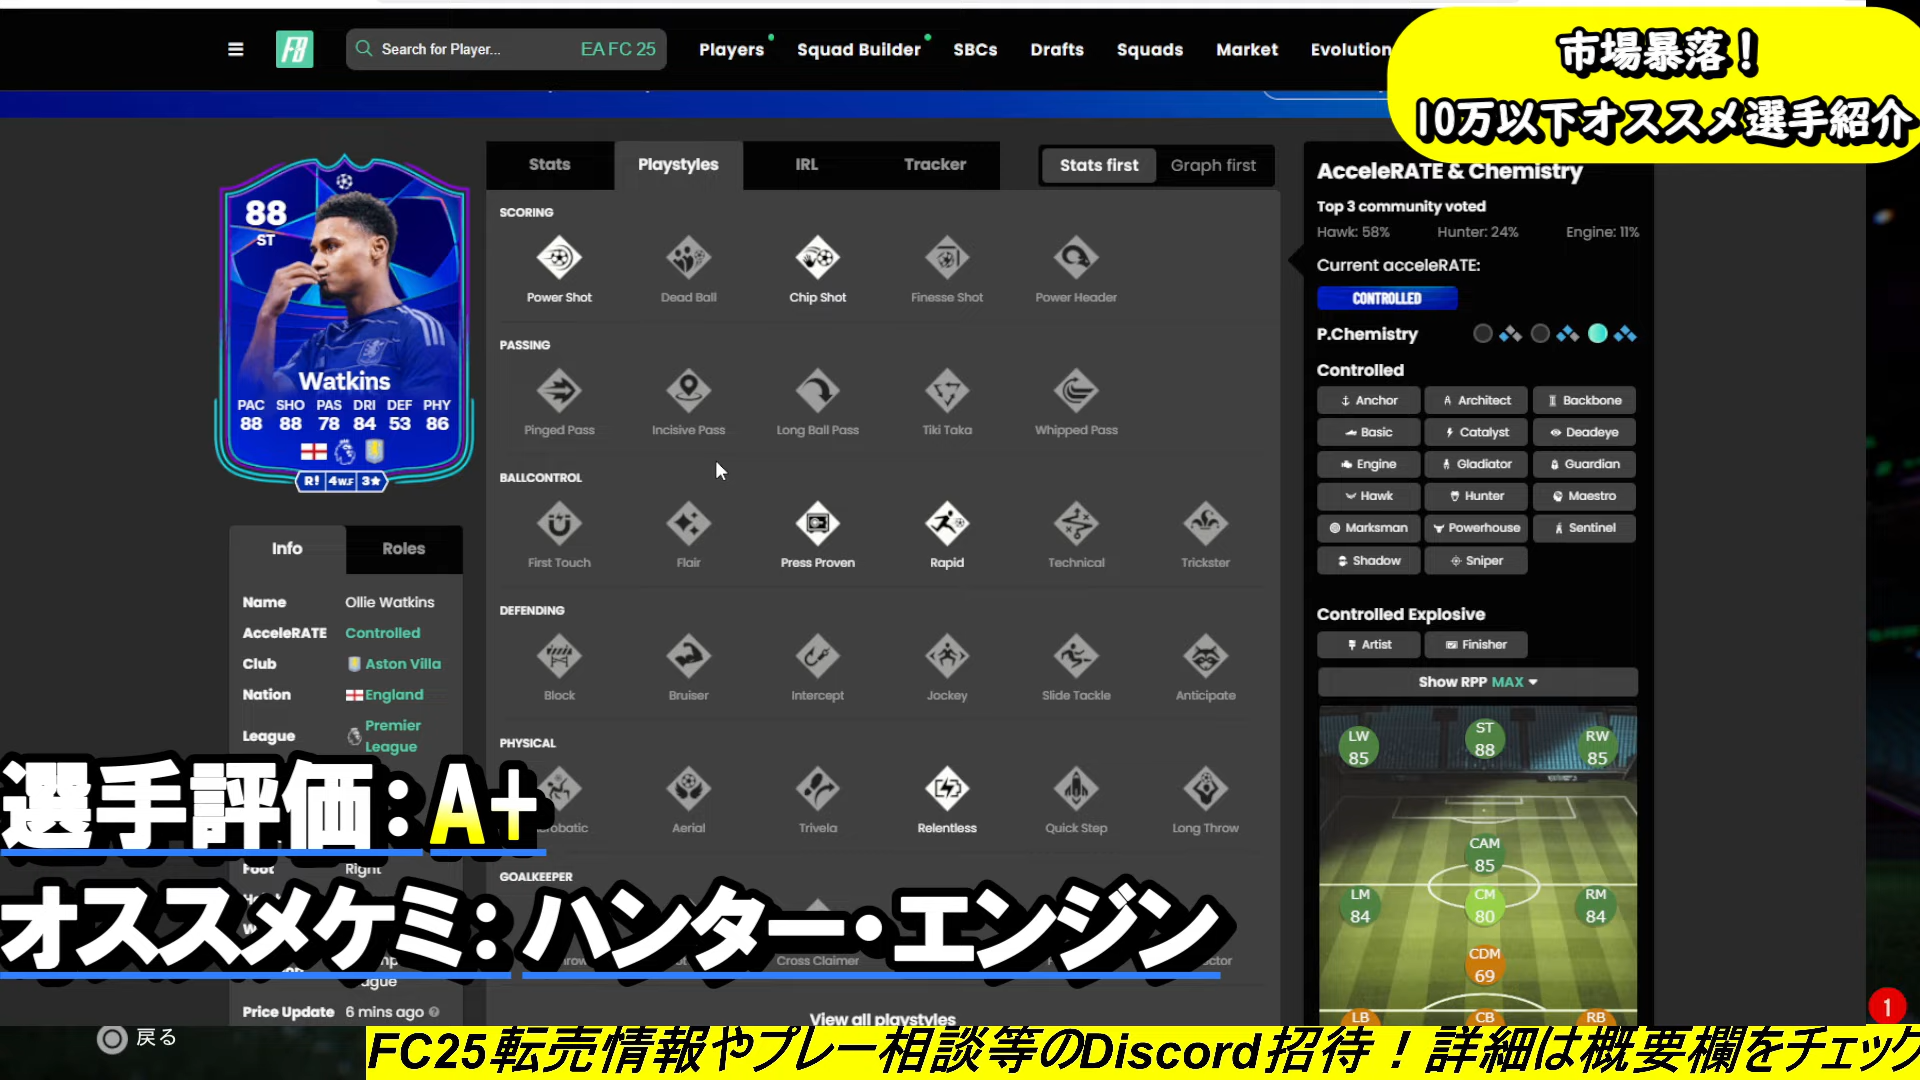 Search for Player... EA FC 25 Players Squad Builder SBCs Drafts Squads Market Evolution
市場暴落！
10万以下オススメ選手紹介
88
ST
Watkins
PAC SHO PAS DRI DEF PHY
88 88 78 84 53 86
R! 4W.F 3★
Info Roles
Name Ollie Watkins
AcceleRATE Controlled
Club Aston Villa
Nation England
League Premier League
Foot Right
Price Update 6 mins ago
Stats Playstyles IRL Tracker
Stats first Graph first
SCORING
Power Shot Dead Ball Chip Shot Finesse Shot Power Header
PASSING
Pinged Pass Incisive Pass Long Ball Pass Tiki Taka Whipped Pass
BALLCONTROL
First Touch Flair Press Proven Rapid Technical Trickster
DEFENDING
Block Bruiser Intercept Jockey Slide Tackle Anticipate
PHYSICAL
Aerial Trivela Relentless Quick Step Long Throw
GOALKEEPER
Cross Claimer
View all playstyles
AcceleRATE & Chemistry
Top 3 community voted
Hawk: 58% Hunter: 24% Engine: 11%
Current acceleRATE:
CONTROLLED
P.Chemistry
Controlled
Anchor Architect Backbone
Basic Catalyst Deadeye
Engine Gladiator Guardian
Hawk Hunter Maestro
Marksman Powerhouse Sentinel
Shadow Sniper
Controlled Explosive
Artist Finisher
Show RPP MAX
LW ST RW
85 88 85
CAM
85
LM CM RM
84 80 84
CDM
69
LB CB RB
選手評価：A+
オススメケミ：ハンター・エンジン
戻る
1
FC25転売情報やプレー相談等のDiscord招待！詳細は概要欄をチェック